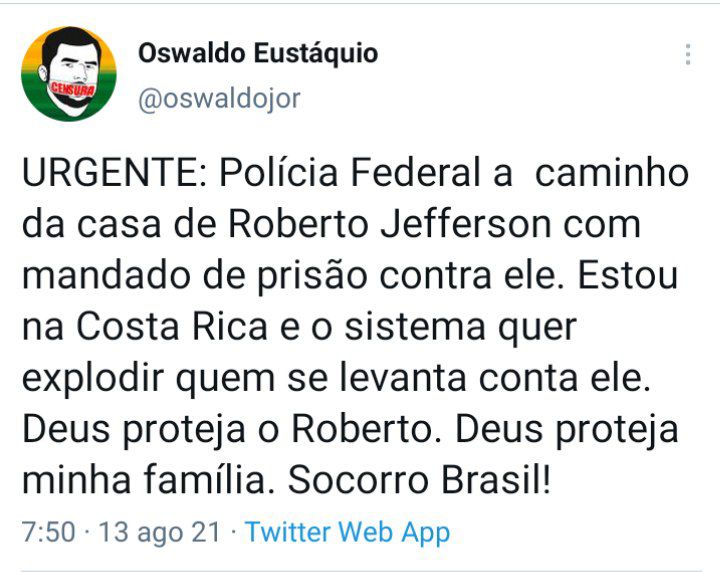 Oswaldo Eustáquio
@oswaldojor
CENSURA
URGENTE: Polícia Federal a  caminho
da casa de Roberto Jefferson com
mandado de prisão contra ele. Estou
na Costa Rica e o sistema quer
explodir quem se levanta conta ele.
Deus proteja o Roberto. Deus proteja
minha família. Socorro Brasil!
7:50 · 13 ago 21 · Twitter Web App